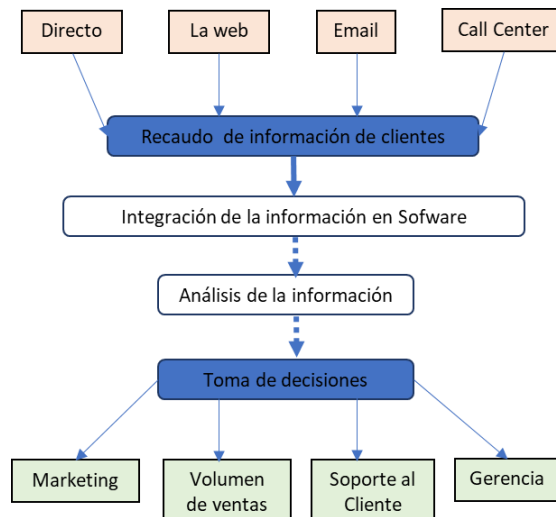 Directo
La web
Email
Call Center
Recaudo de información de clientes
Integración de la información en Sofware
Análisis de la información
Toma de decisiones
Marketing
Volumen
de ventas
Soporte al
Cliente
Gerencia